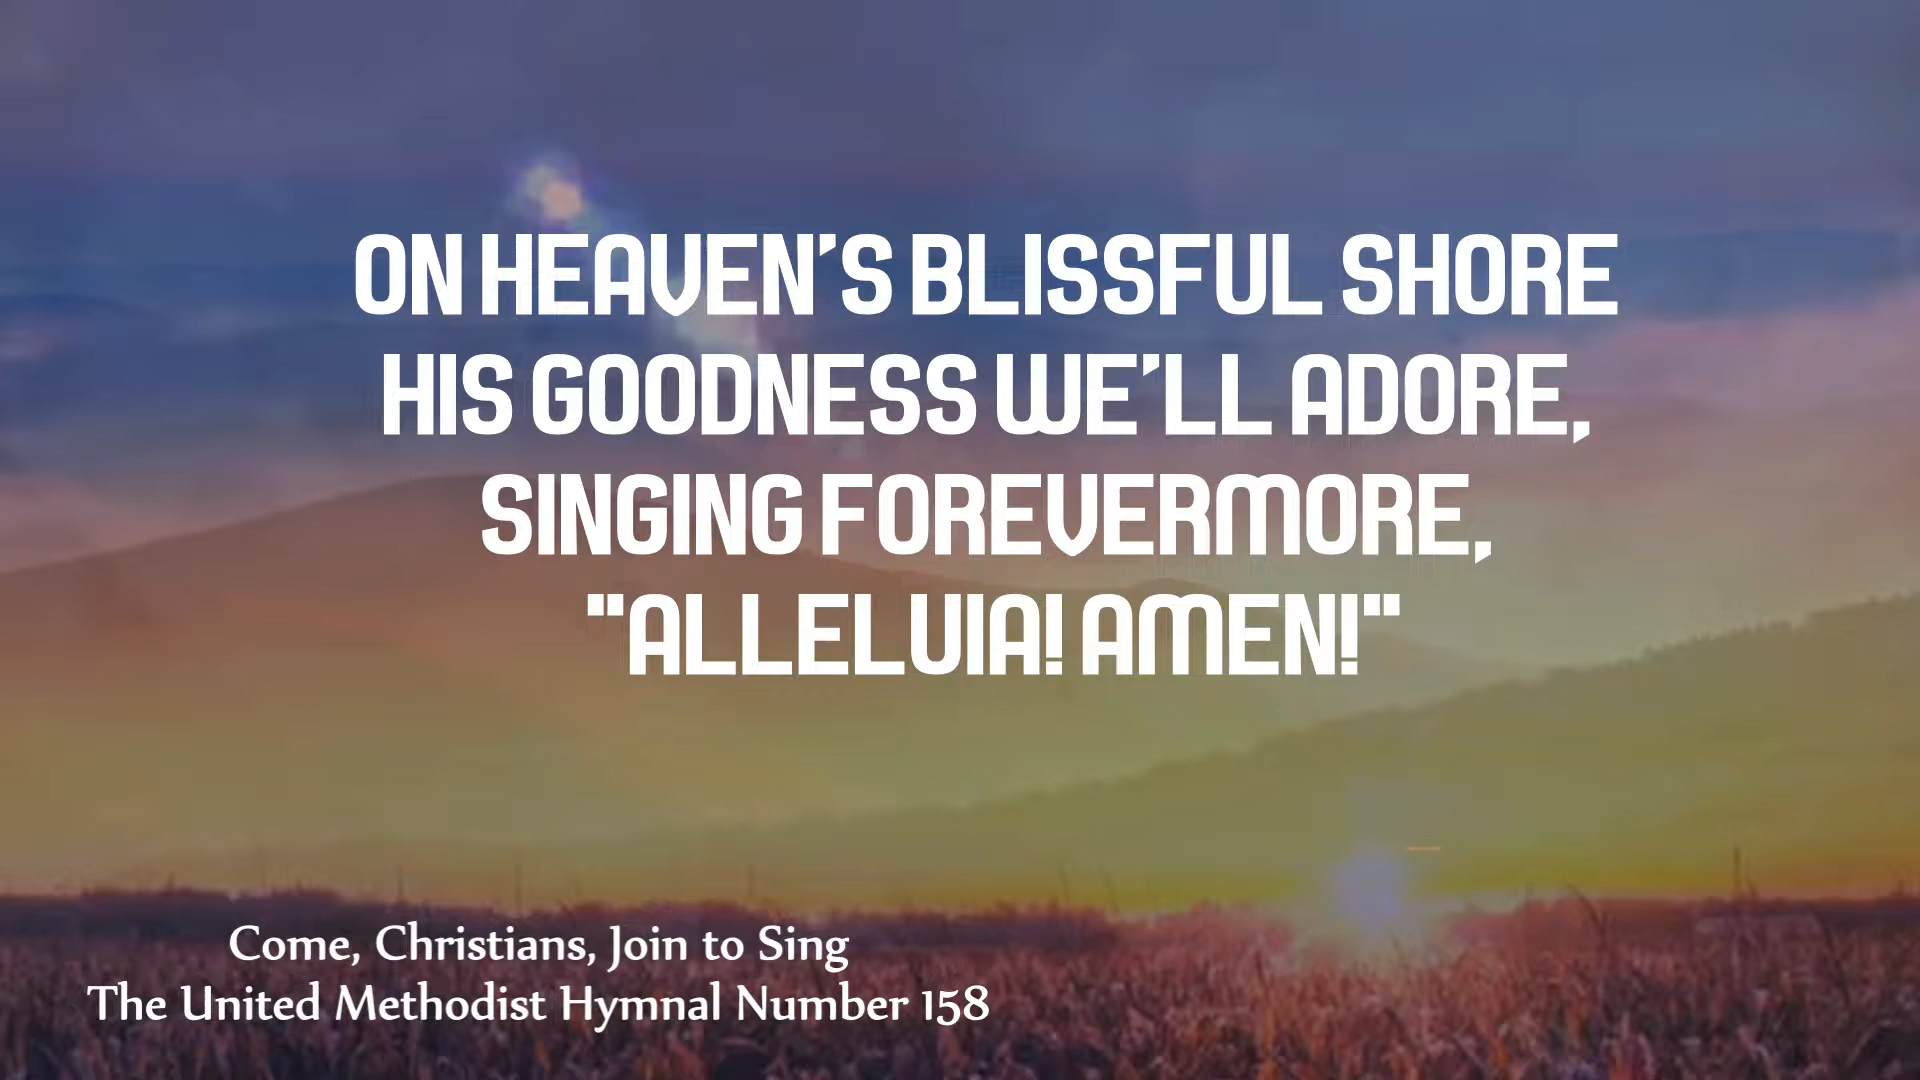 ON HEAVEN'S BLISSFUL SHORE
HIS GOODNESS WE'LL ADORE,
SINGING FOREVERMORE,
"ALLELUIA! AMEN!"
Come, Christians, Join to Sing
The United Methodist Hymnal Number 158